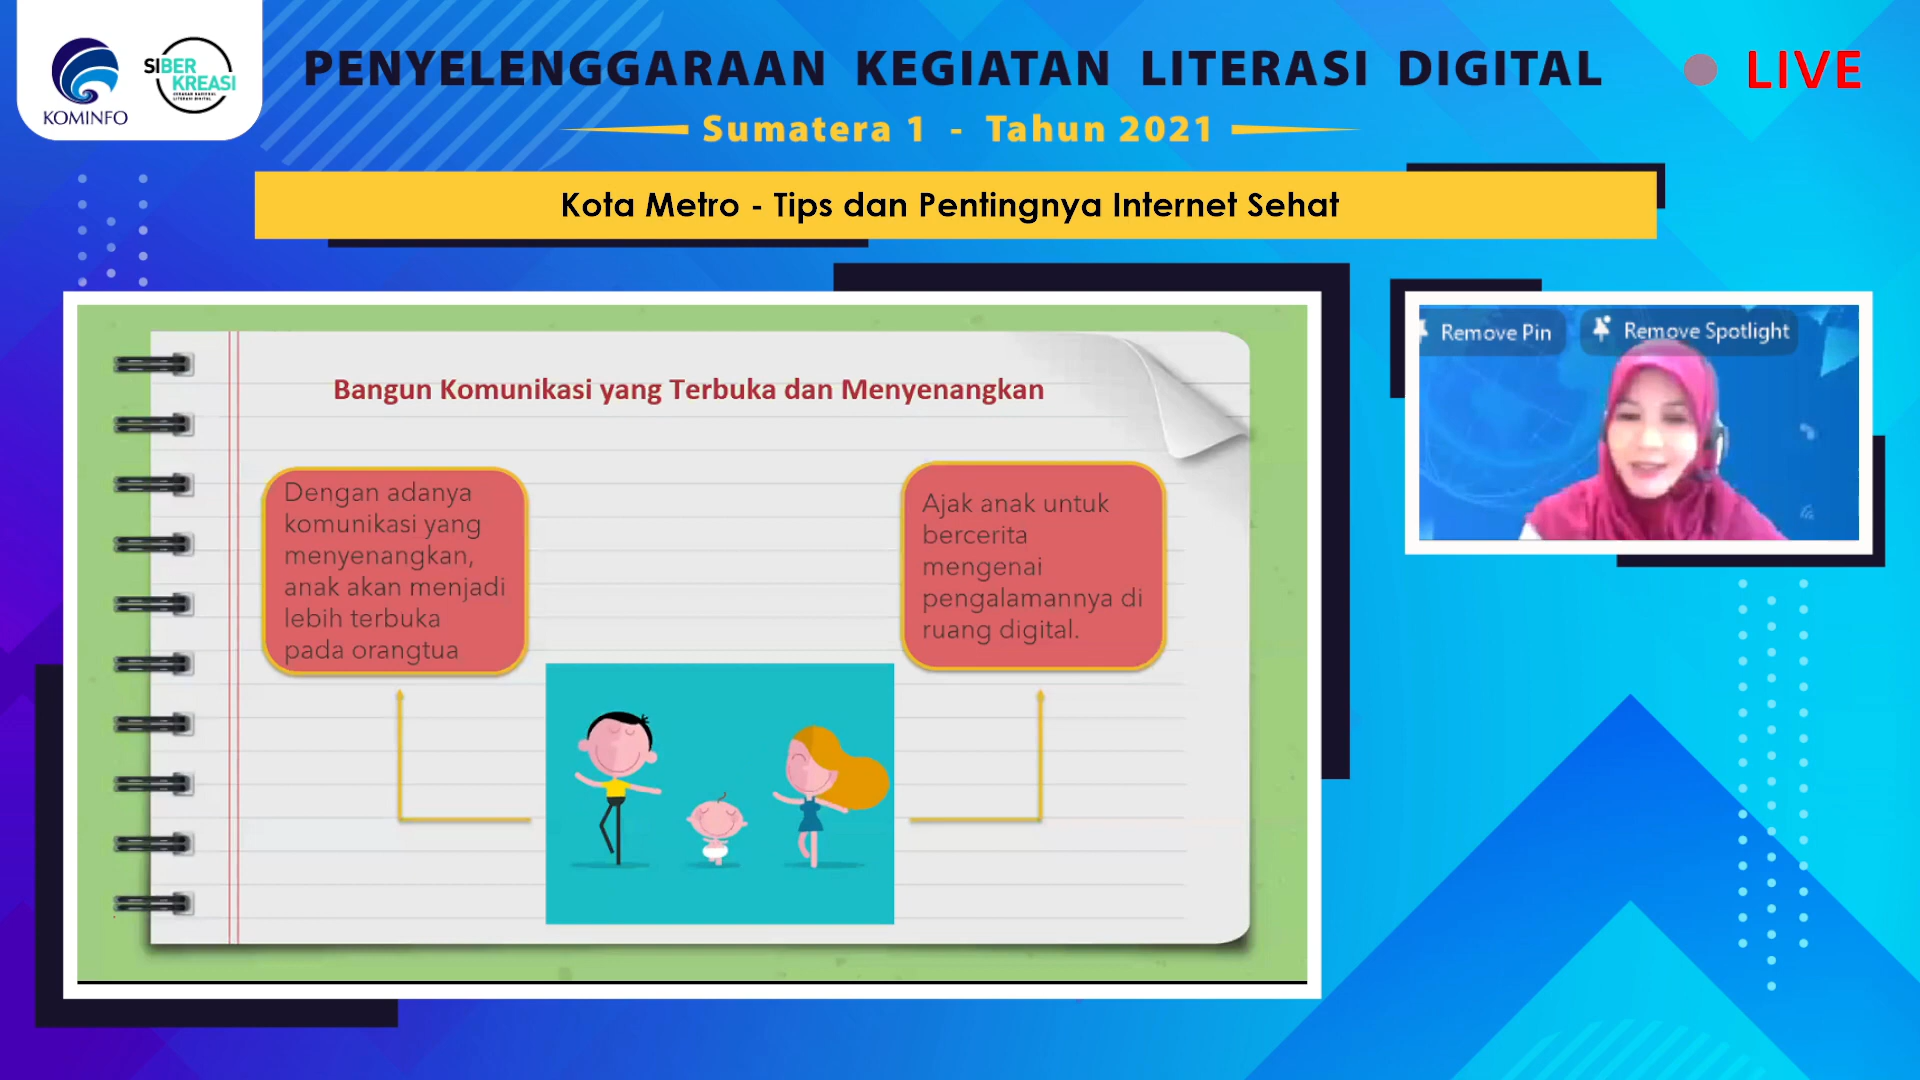 KOMINFO
SIBER
KREASI
PENYELENGGARAAN KEGIATAN LITERASI DIGITAL
LIVE
Sumatera 1 - Tahun 2021
Kota Metro - Tips dan Pentingnya Internet Sehat
Remove Pin
Remove Spotlight
Bangun Komunikasi yang Terbuka dan Menyenangkan
Dengan adanya
komunikasi yang
menyenangkan,
anak akan menjadi
lebih terbuka
pada orangtua
Ajak anak untuk
bercerita
mengenai
pengalamannya di
ruang digital.